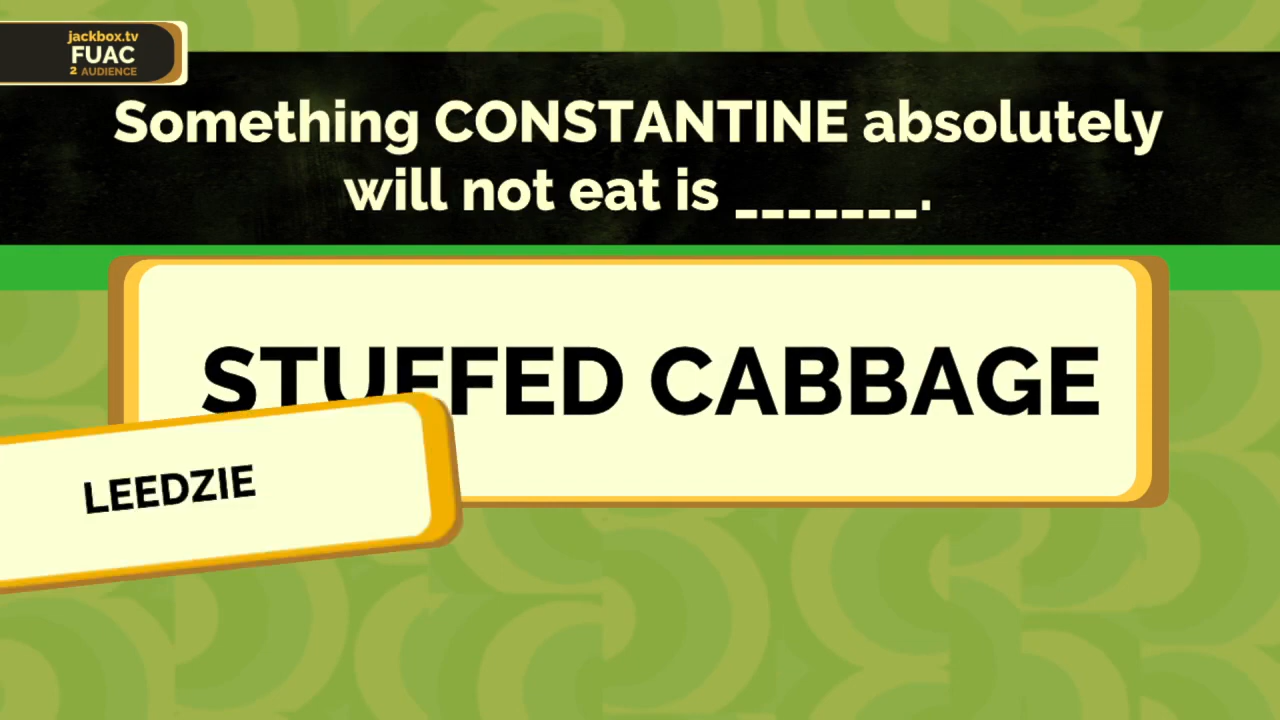 jackbox.tv
FUAC
2 AUDIENCE
Something CONSTANTINE absolutely
will not eat is _______.
STUFFED CABBAGE
LEEDZIE